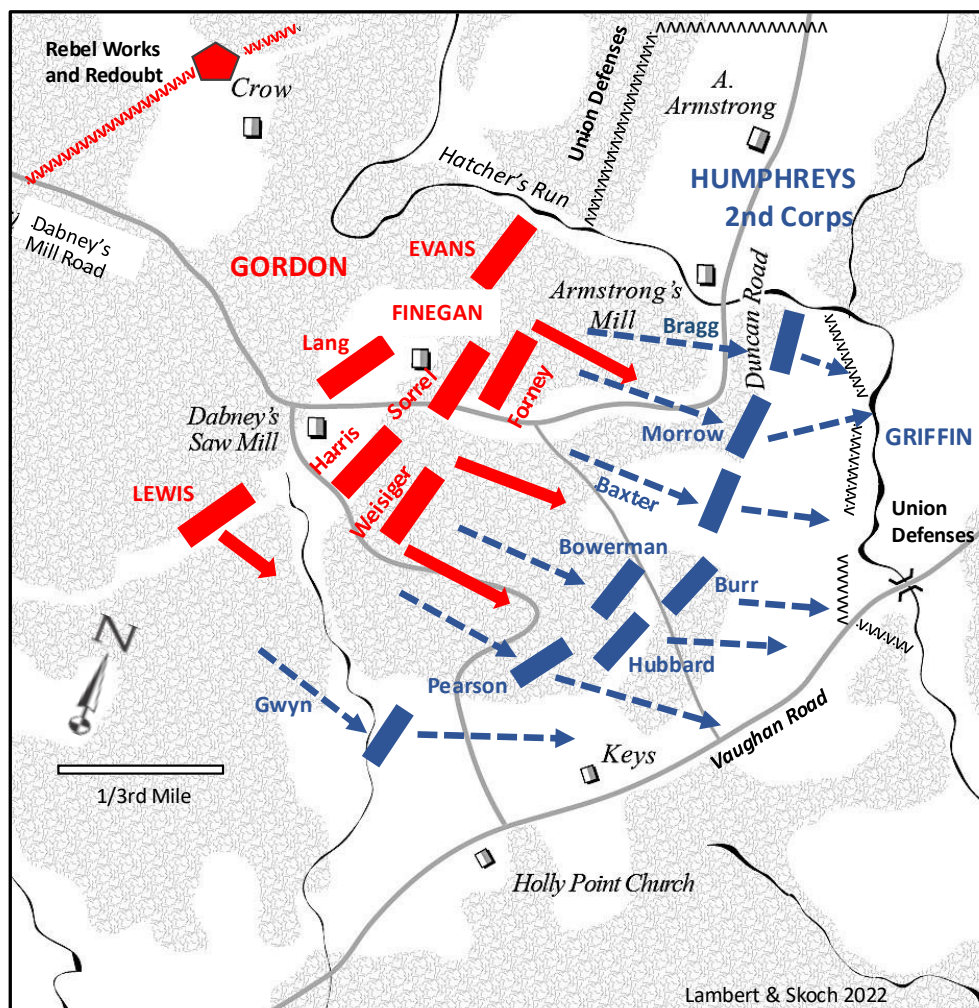 Rebel Works
and Redoubt
Crow
A.
Armstrong
Union Defenses
Hatcher's Run
HUMPHREYS
2nd Corps
Dabney's
Mill Road
GORDON
EVANS
FINEGAN
Armstrong's
Mill
Bragg
Duncan Road
Lang
Sorrel
Forney
Dabney's
Saw Mill
Harris
Weisiger
Morrow
GRIFFIN
LEWIS
Baxter
Union
Defenses
Bowerman
Burr
N
Hubbard
Pearson
Gwyn
Keys
Vaughan Road
1/3rd Mile
Holly Point Church
Lambert & Skoch 2022